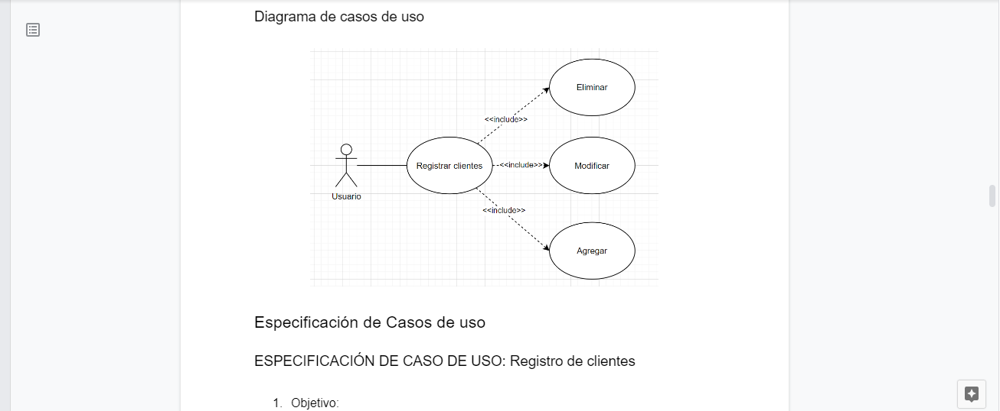 Diagrama de casos de uso
Eliminar
<<include>>
Registrar clientes
<<include>>
Modificar
Usuario
<<include>>
Agregar
Especificación de Casos de uso
ESPECIFICACIÓN DE CASO DE USO: Registro de clientes
1. Objetivo: